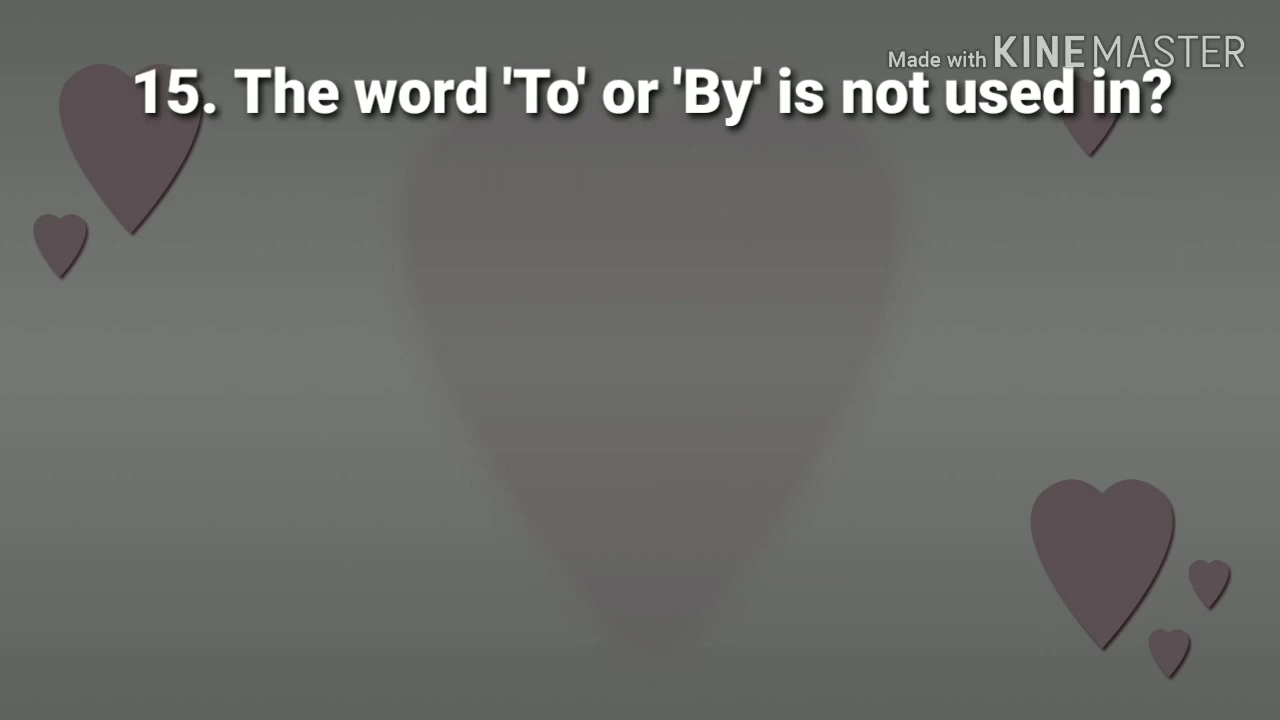 Made with KINEMASTER
15. The word 'To' or 'By' is not used in?